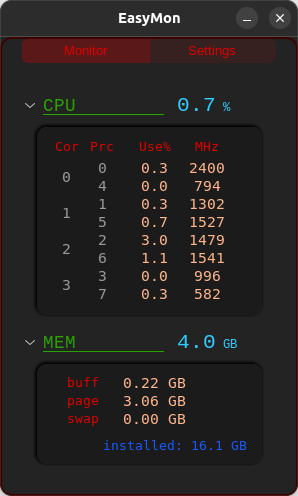 EasyMon
Monitor Settings
CPU 0.7 %
Cor Prc Use% MHz
0 0 0.3 2400
4 0.0 794
1 1 0.3 1302
5 0.7 1527
2 2 3.0 1479
6 1.1 1541
3 3 0.0 996
7 0.3 582
MEM 4.0 GB
buff 0.22 GB
page 3.06 GB
swap 0.00 GB
installed: 16.1 GB